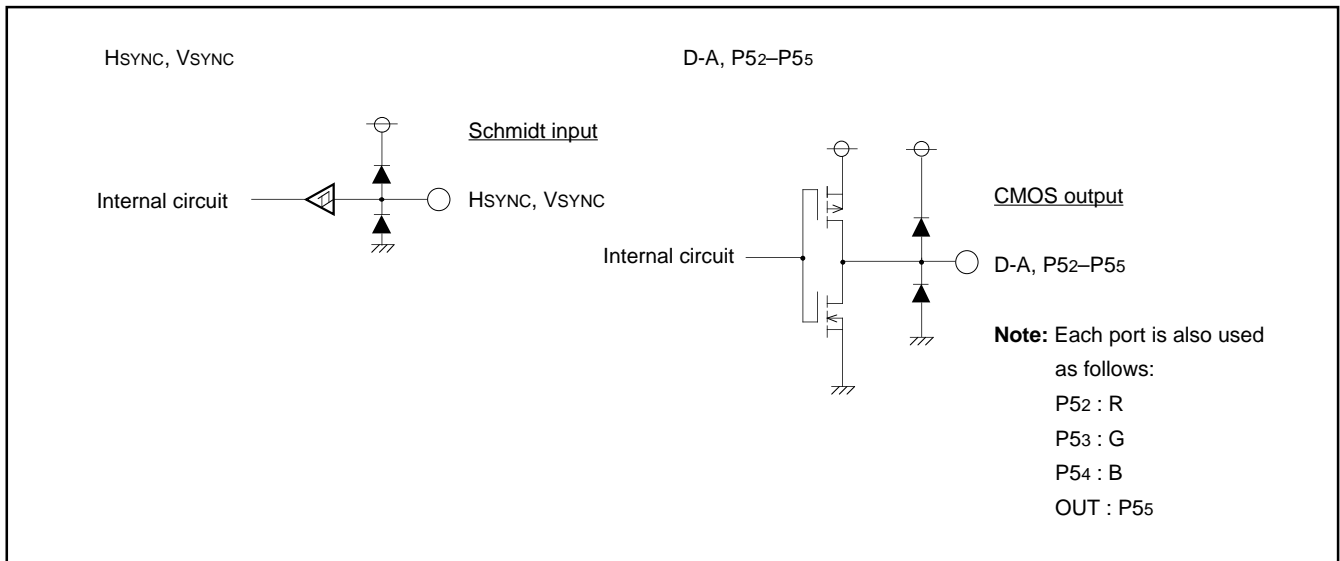 HSYNC, VSYNC
Schmidt input
Internal circuit
HSYNC, VSYNC
D-A, P52–P55
CMOS output
Internal circuit
D-A, P52–P55
Note: Each port is also used
as follows:
P52 : R
P53 : G
P54 : B
OUT : P55